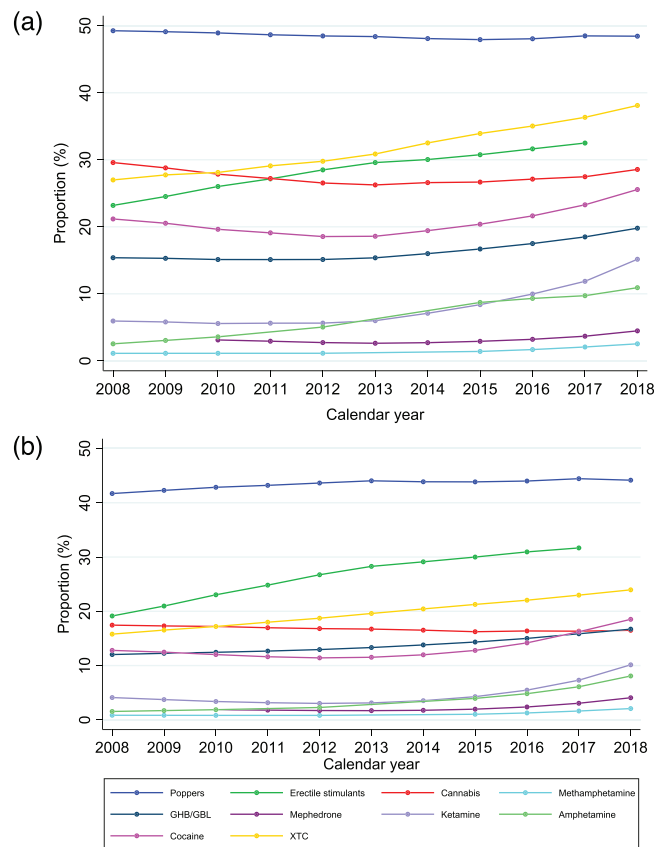 (a)
50
40
30
20
10
0
Proportion (%)
2008 2009 2010 2011 2012 2013 2014 2015 2016 2017 2018
Calendar year
(b)
50
40
30
20
10
0
Proportion (%)
2008 2009 2010 2011 2012 2013 2014 2015 2016 2017 2018
Calendar year
Poppers Erectile stimulants Cannabis Methamphetamine
GHB/GBL Mephedrone Ketamine Amphetamine
Cocaine XTC